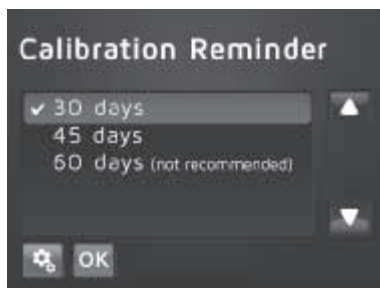 Calibration Reminder
30 days
45 days
60 days (not recommended)
OK